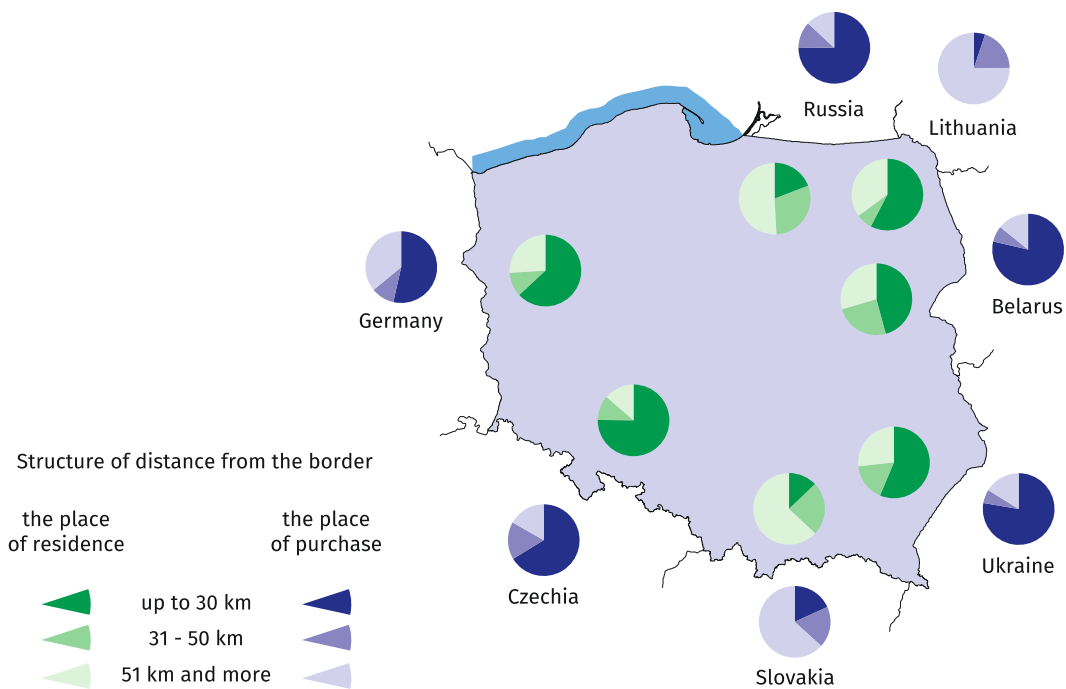 Russia
Lithuania
Germany
Belarus
Structure of distance from the border
the place
of residence
the place
of purchase
Czechia
Ukraine
up to 30 km
31 - 50 km
51 km and more
Slovakia